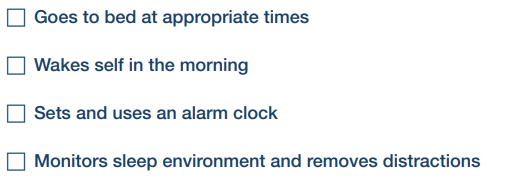 Goes to bed at appropriate times
Wakes self in the morning
Sets and uses an alarm clock
Monitors sleep environment and removes distractions